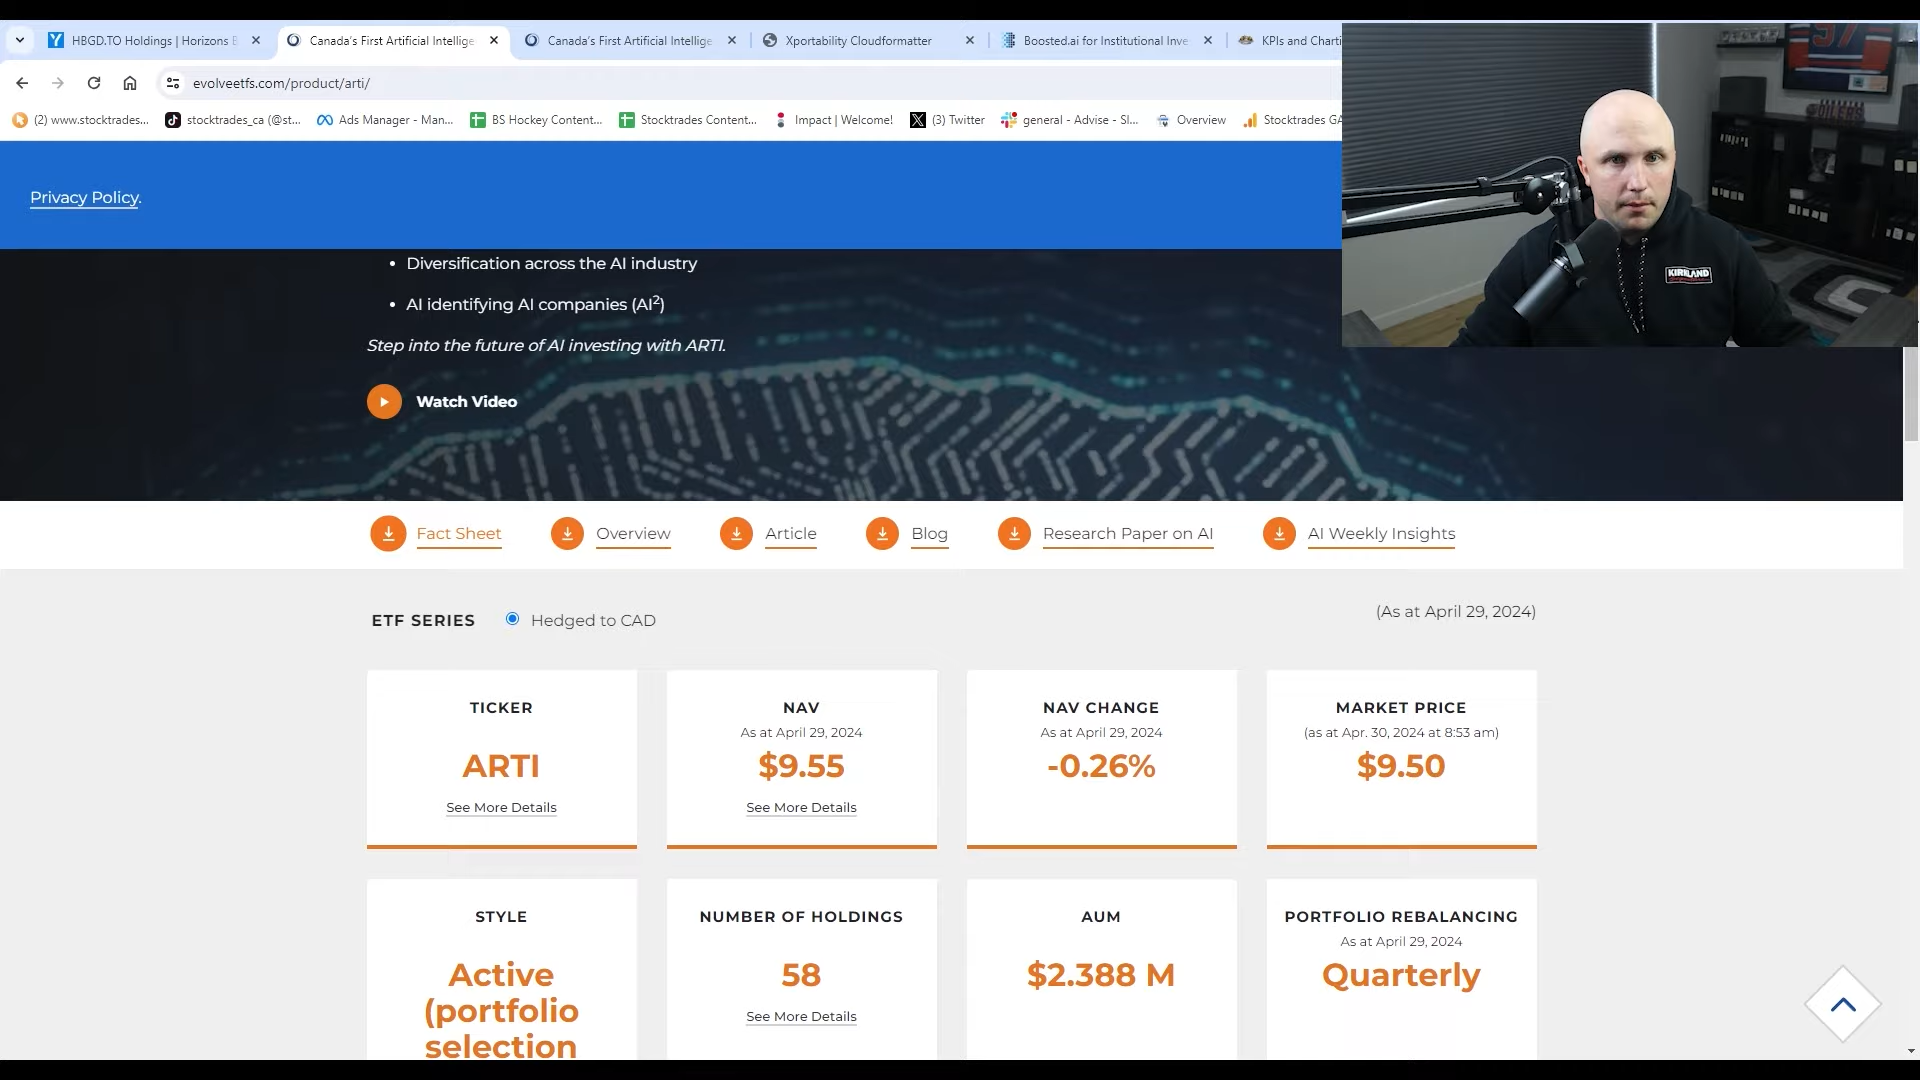 HBGD.TO Holdings | Horizons E
Canada's First Artificial Intellige
Canada's First Artificial Intellige
Xportability Cloudformatter
Boosted.ai for Institutional Inve
KPIs and Charti
evolveetfs.com/product/arti/
(2) www.stocktrades...
stocktrades_ca (@st...
Ads Manager - Man...
BS Hockey Content...
Stocktrades Content...
Impact | Welcome!
(3) Twitter
general - Advise - Sl...
Overview
Stocktrades GA
97
OILERS
KIRKLAND
Privacy Policy.
• Diversification across the AI industry
• AI identifying AI companies (AI²)
Step into the future of AI investing with ARTI.
Watch Video
Fact Sheet
Overview
Article
Blog
Research Paper on AI
AI Weekly Insights
ETF SERIES
Hedged to CAD
(As at April 29, 2024)
TICKER
ARTI
See More Details
NAV
As at April 29, 2024
$9.55
See More Details
NAV CHANGE
As at April 29, 2024
-0.26%
MARKET PRICE
(as at Apr. 30, 2024 at 8:53 am)
$9.50
STYLE
Active
(portfolio
selection
NUMBER OF HOLDINGS
58
See More Details
AUM
$2.388 M
PORTFOLIO REBALANCING
As at April 29, 2024
Quarterly